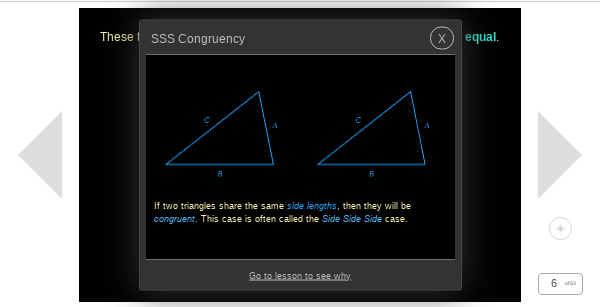 These
equal.
SSS Congruency
X
C
A
B
C
A
B
If two triangles share the same side lengths, then they will be
congruent. This case is often called the Side Side Side case.
Go to lesson to see why
6 of 63